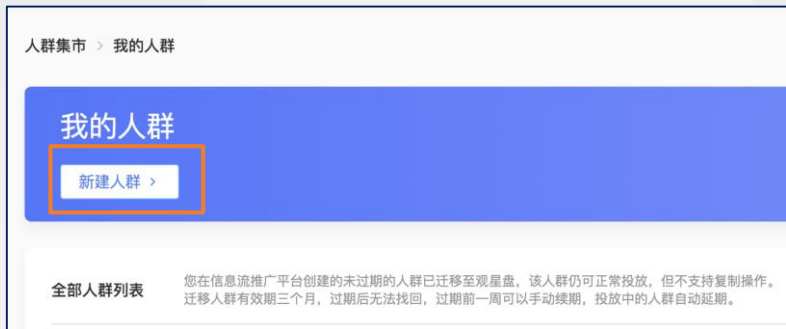 人群集市 > 我的人群
我的人群
新建人群 >
全部人群列表
您在信息流推广平台创建的未过期的人群已迁移至观星盘，该人群仍可正常投放，但不支持复制操作。
迁移人群有效期三个月，过期后无法找回，过期前一周可以手动续期，投放中的人群自动延期。